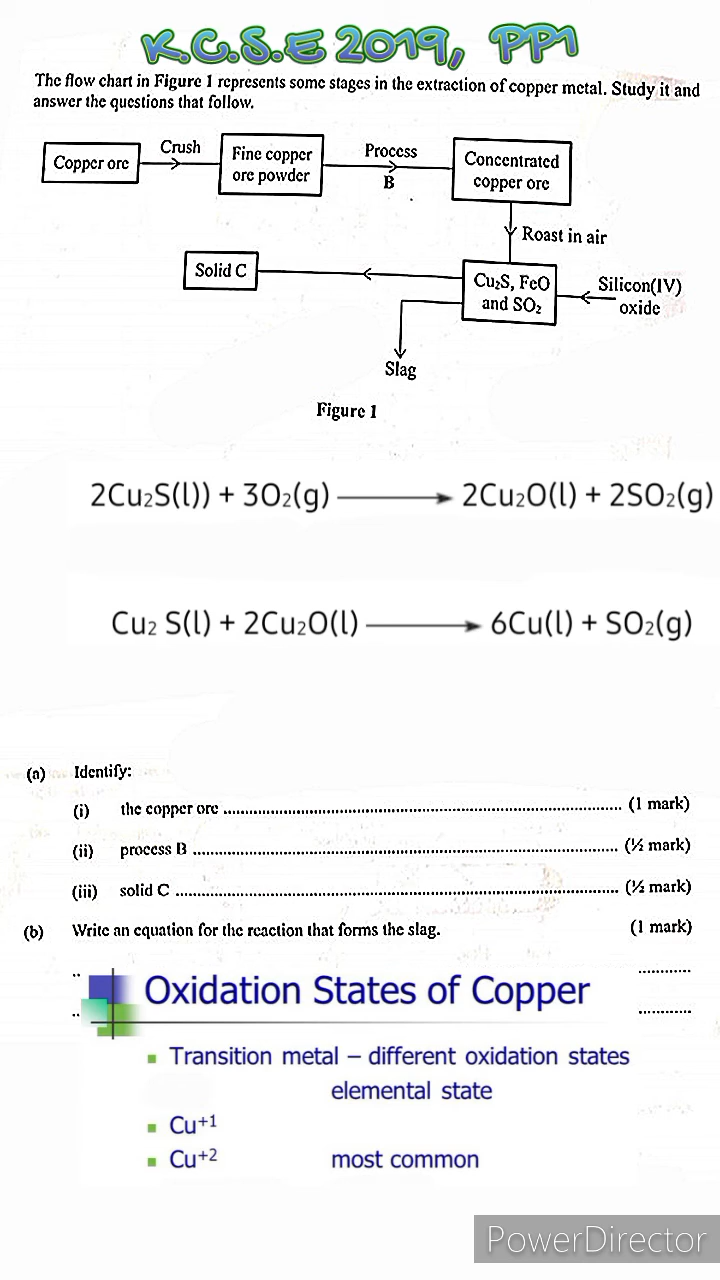 K.C.S.E 2019, PP1
The flow chart in Figure 1 represents some stages in the extraction of copper metal. Study it and
answer the questions that follow.
Copper ore
Crush
Fine copper
ore powder
Process
B
Concentrated
copper ore
Roast in air
Solid C
Cu₂S, FeO
and SO₂
Silicon(IV)
oxide
Slag
Figure 1
2Cu₂S(l)) + 3O₂(g) ⟶ 2Cu₂O(l) + 2SO₂(g)
Cu₂ S(l) + 2Cu₂O(l) ⟶ 6Cu(l) + SO₂(g)
(a) Identify:
(i) the copper ore .......... (1 mark)
(ii) process B .......... (½ mark)
(iii) solid C .......... (½ mark)
(b) Write an equation for the reaction that forms the slag. (1 mark)
Oxidation States of Copper
Transition metal – different oxidation states
elemental state
Cu+1
Cu+2 most common
PowerDirector